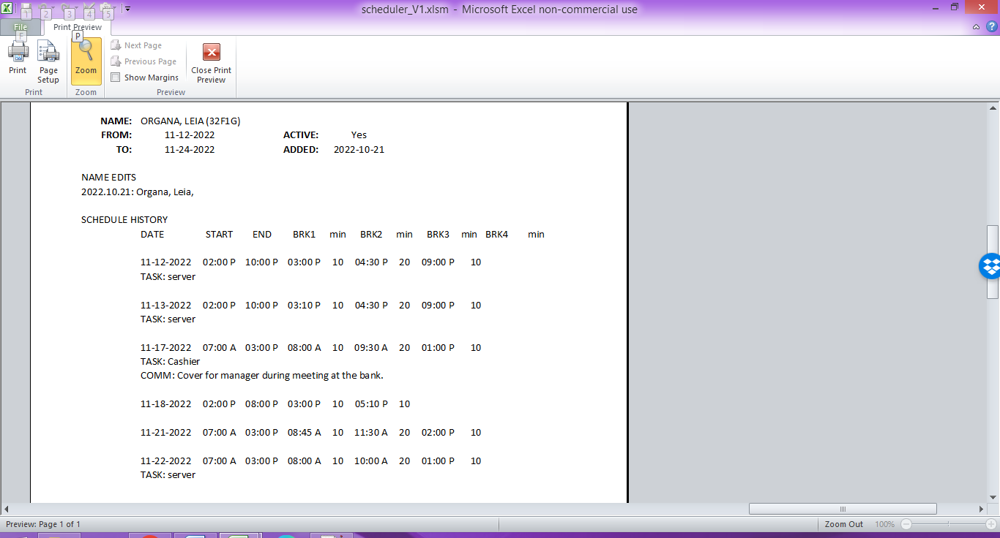 scheduler_V1.xlsm - Microsoft Excel non-commercial use
1 2 3 4 5
File Print Preview
F P
Print
Page Setup
Zoom
Next Page
Previous Page
Show Margins
Close Print Preview
Print Zoom Preview
NAME: ORGANA, LEIA (32F1G)
FROM: 11-12-2022 ACTIVE: Yes
TO: 11-24-2022 ADDED: 2022-10-21
NAME EDITS
2022.10.21: Organa, Leia,
SCHEDULE HISTORY
DATE START END BRK1 min BRK2 min BRK3 min BRK4 min
11-12-2022 02:00 P 10:00 P 03:00 P 10 04:30 P 20 09:00 P 10
TASK: server
11-13-2022 02:00 P 10:00 P 03:10 P 10 04:30 P 20 09:00 P 10
TASK: server
11-17-2022 07:00 A 03:00 P 08:00 A 10 09:30 A 20 01:00 P 10
TASK: Cashier
COMM: Cover for manager during meeting at the bank.
11-18-2022 02:00 P 08:00 P 03:00 P 10 05:10 P 10
11-21-2022 07:00 A 03:00 P 08:45 A 10 11:30 A 20 02:00 P 10
11-22-2022 07:00 A 03:00 P 08:00 A 10 10:00 A 20 01:00 P 10
TASK: server
Preview: Page 1 of 1 Zoom Out 100%